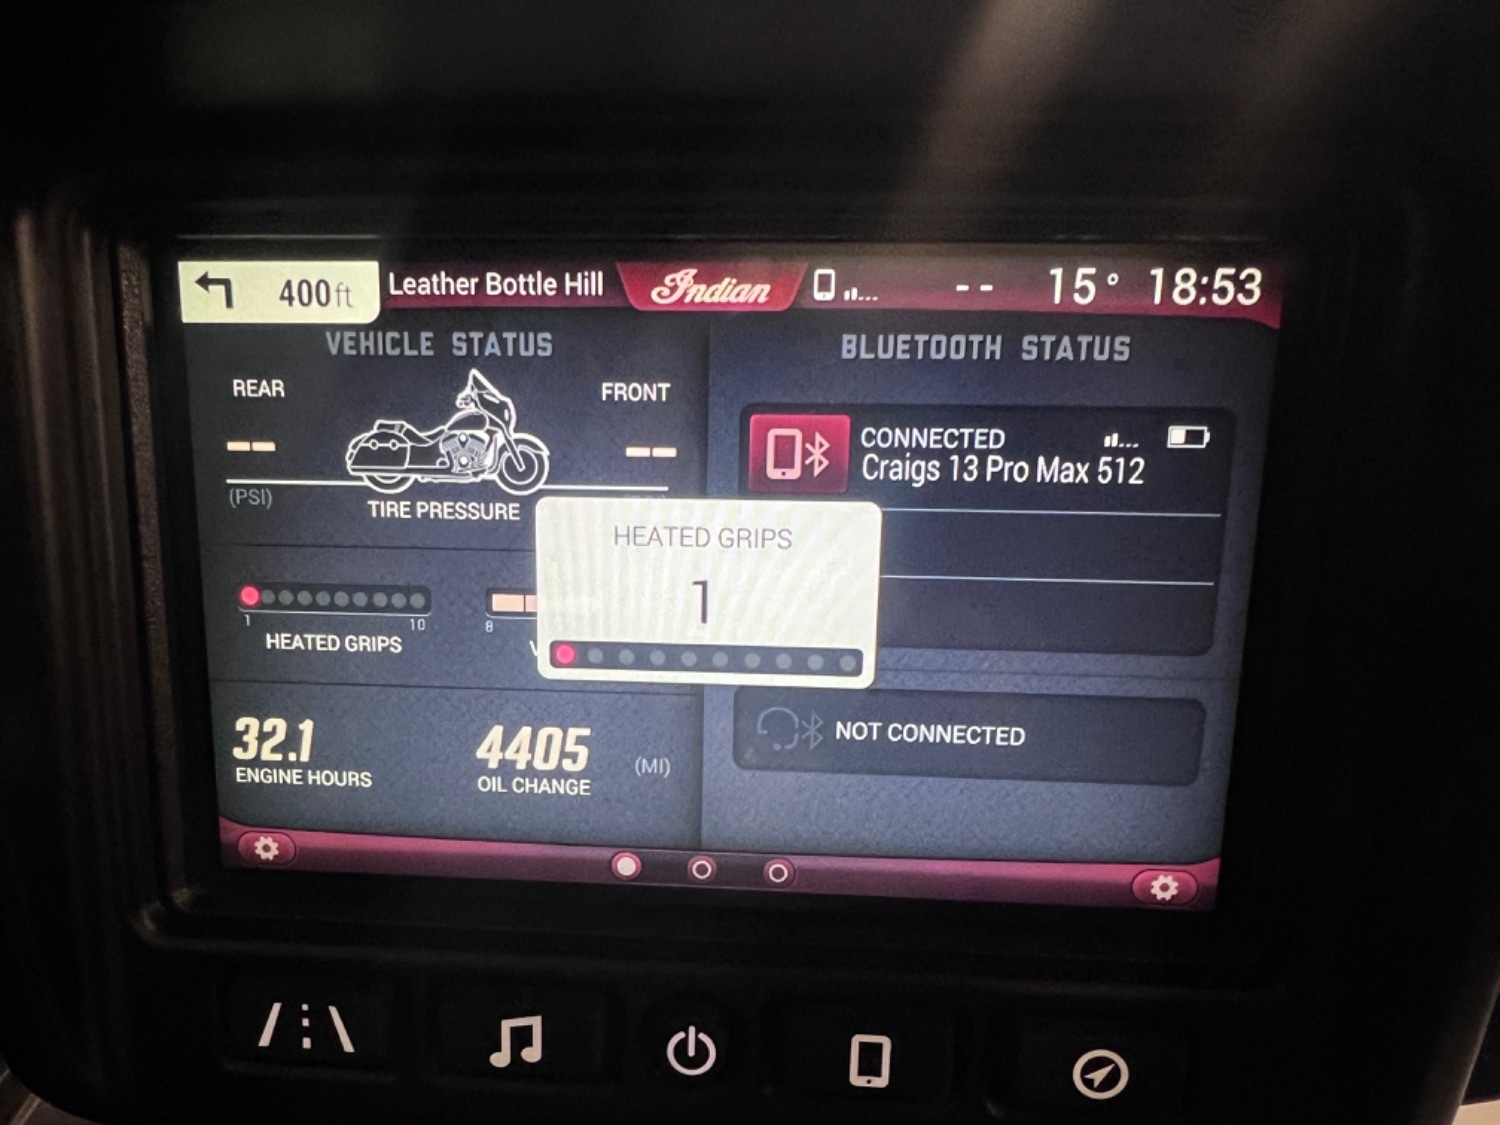 400 ft
Leather Bottle Hill
Indian
-- 15° 18:53
VEHICLE STATUS
REAR
FRONT
--
--
(PSI)
TIRE PRESSURE
1 10
HEATED GRIPS
8
V
HEATED GRIPS
1
32.1
ENGINE HOURS
4405
OIL CHANGE
(MI)
BLUETOOTH STATUS
CONNECTED
Craigs 13 Pro Max 512
NOT CONNECTED